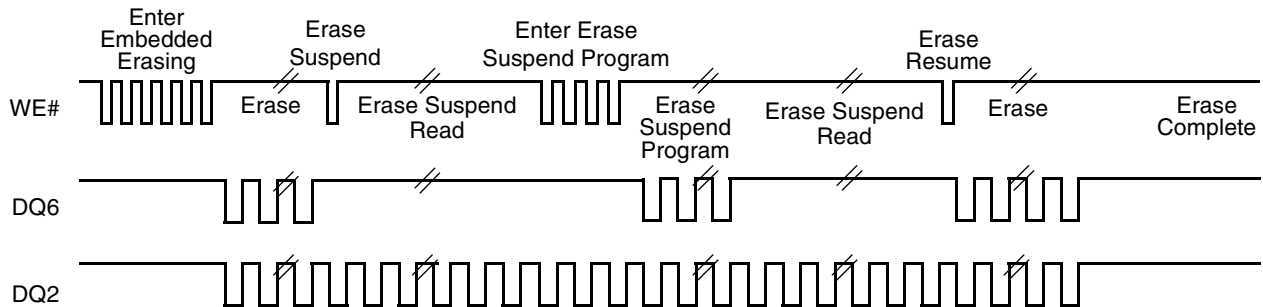 Enter
Embedded
Erasing
Erase
Suspend
Enter Erase
Suspend Program
Erase
Resume
WE#
Erase
Erase Suspend
Read
Erase
Suspend
Program
Erase Suspend
Read
Erase
Erase
Complete
DQ6
DQ2